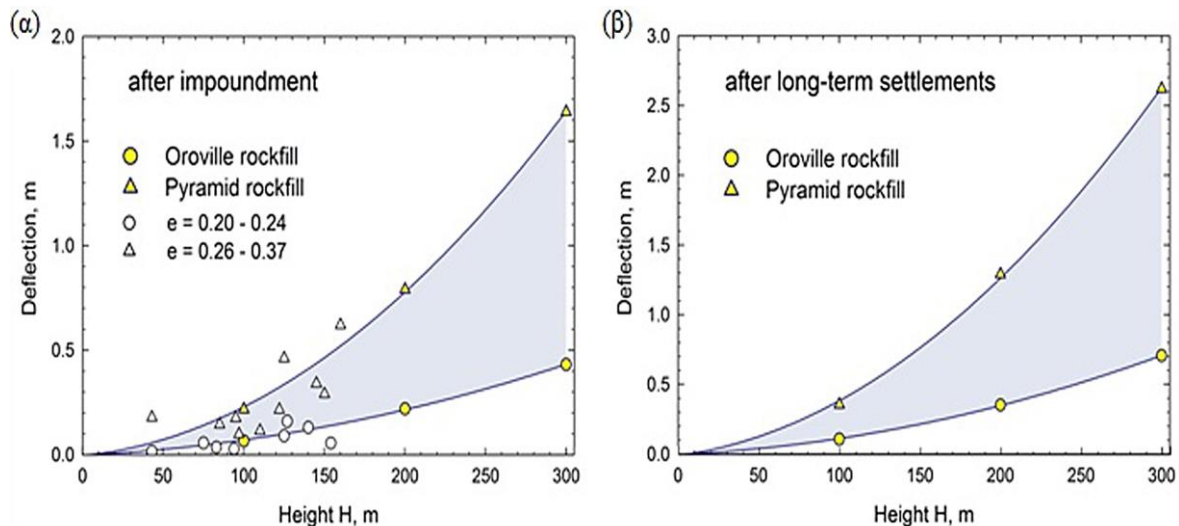 (α)
2.0
1.5
1.0
0.5
0.0
Deflection, m
after impoundment
Oroville rockfill
Pyramid rockfill
e = 0.20 - 0.24
e = 0.26 - 0.37
0 50 100 150 200 250 300
Height H, m
(β)
3.0
2.5
2.0
1.5
1.0
0.5
0.0
Deflection, m
after long-term settlements
Oroville rockfill
Pyramid rockfill
0 50 100 150 200 250 300
Height H, m